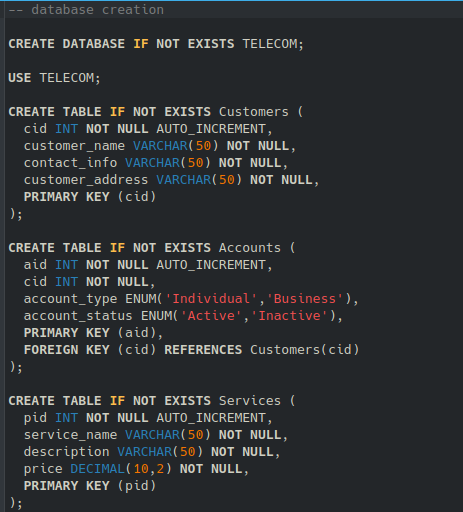 -- database creation
CREATE DATABASE IF NOT EXISTS TELECOM;
USE TELECOM;
CREATE TABLE IF NOT EXISTS Customers (
cid INT NOT NULL AUTO_INCREMENT,
customer_name VARCHAR(50) NOT NULL,
contact_info VARCHAR(50) NOT NULL,
customer_address VARCHAR(50) NOT NULL,
PRIMARY KEY (cid)
);
CREATE TABLE IF NOT EXISTS Accounts (
aid INT NOT NULL AUTO_INCREMENT,
cid INT NOT NULL,
account_type ENUM('Individual','Business'),
account_status ENUM('Active','Inactive'),
PRIMARY KEY (aid),
FOREIGN KEY (cid) REFERENCES Customers(cid)
);
CREATE TABLE IF NOT EXISTS Services (
pid INT NOT NULL AUTO_INCREMENT,
service_name VARCHAR(50) NOT NULL,
description VARCHAR(50) NOT NULL,
price DECIMAL(10,2) NOT NULL,
PRIMARY KEY (pid)
);